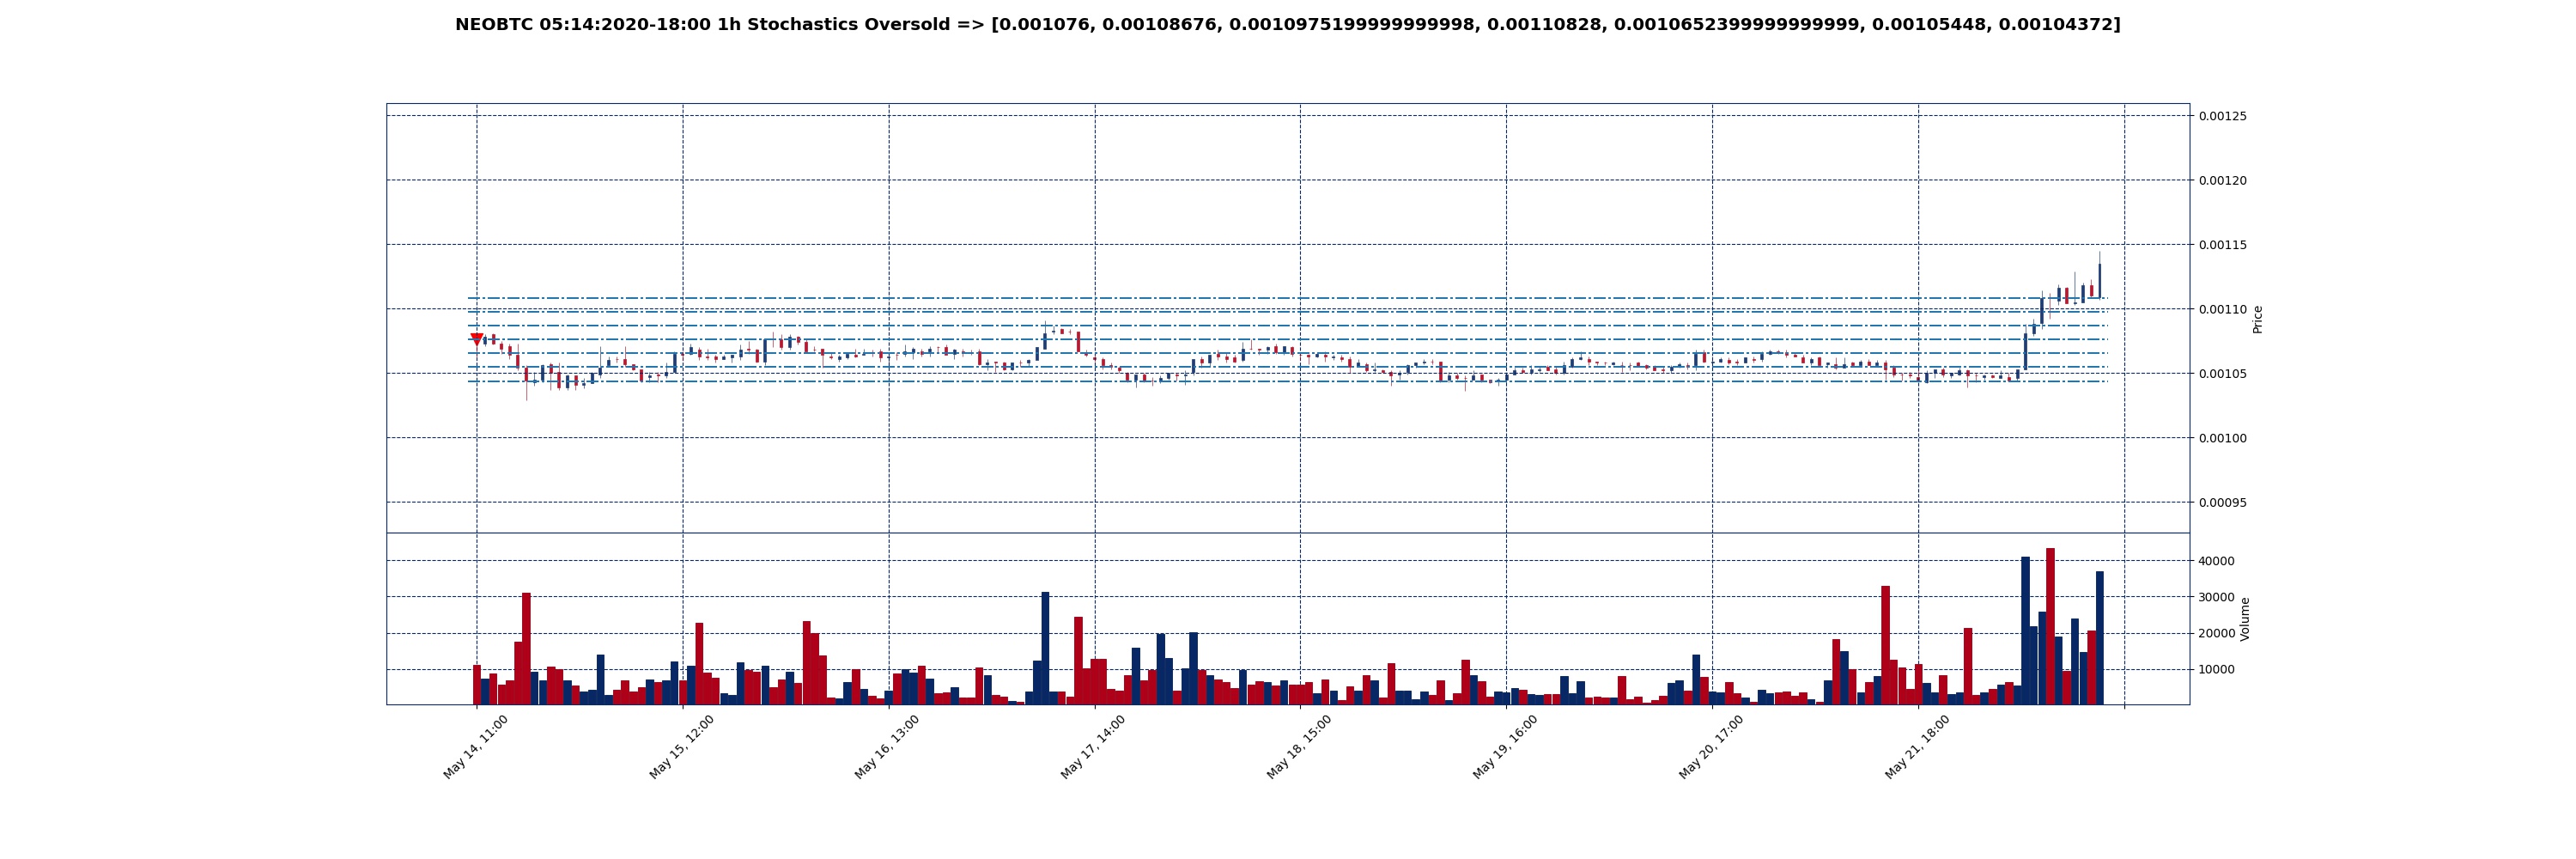 NEOBTC 05:14:2020-18:00 1h Stochastics Oversold => [0.001076, 0.00108676, 0.0010975199999999998, 0.00110828, 0.0010652399999999999, 0.00105448, 0.00104372]
0.00125
0.00120
0.00115
0.00110
0.00105
0.00100
0.00095
Price
40000
30000
20000
10000
Volume
May 14, 11:00
May 15, 12:00
May 16, 13:00
May 17, 14:00
May 18, 15:00
May 19, 16:00
May 20, 17:00
May 21, 18:00